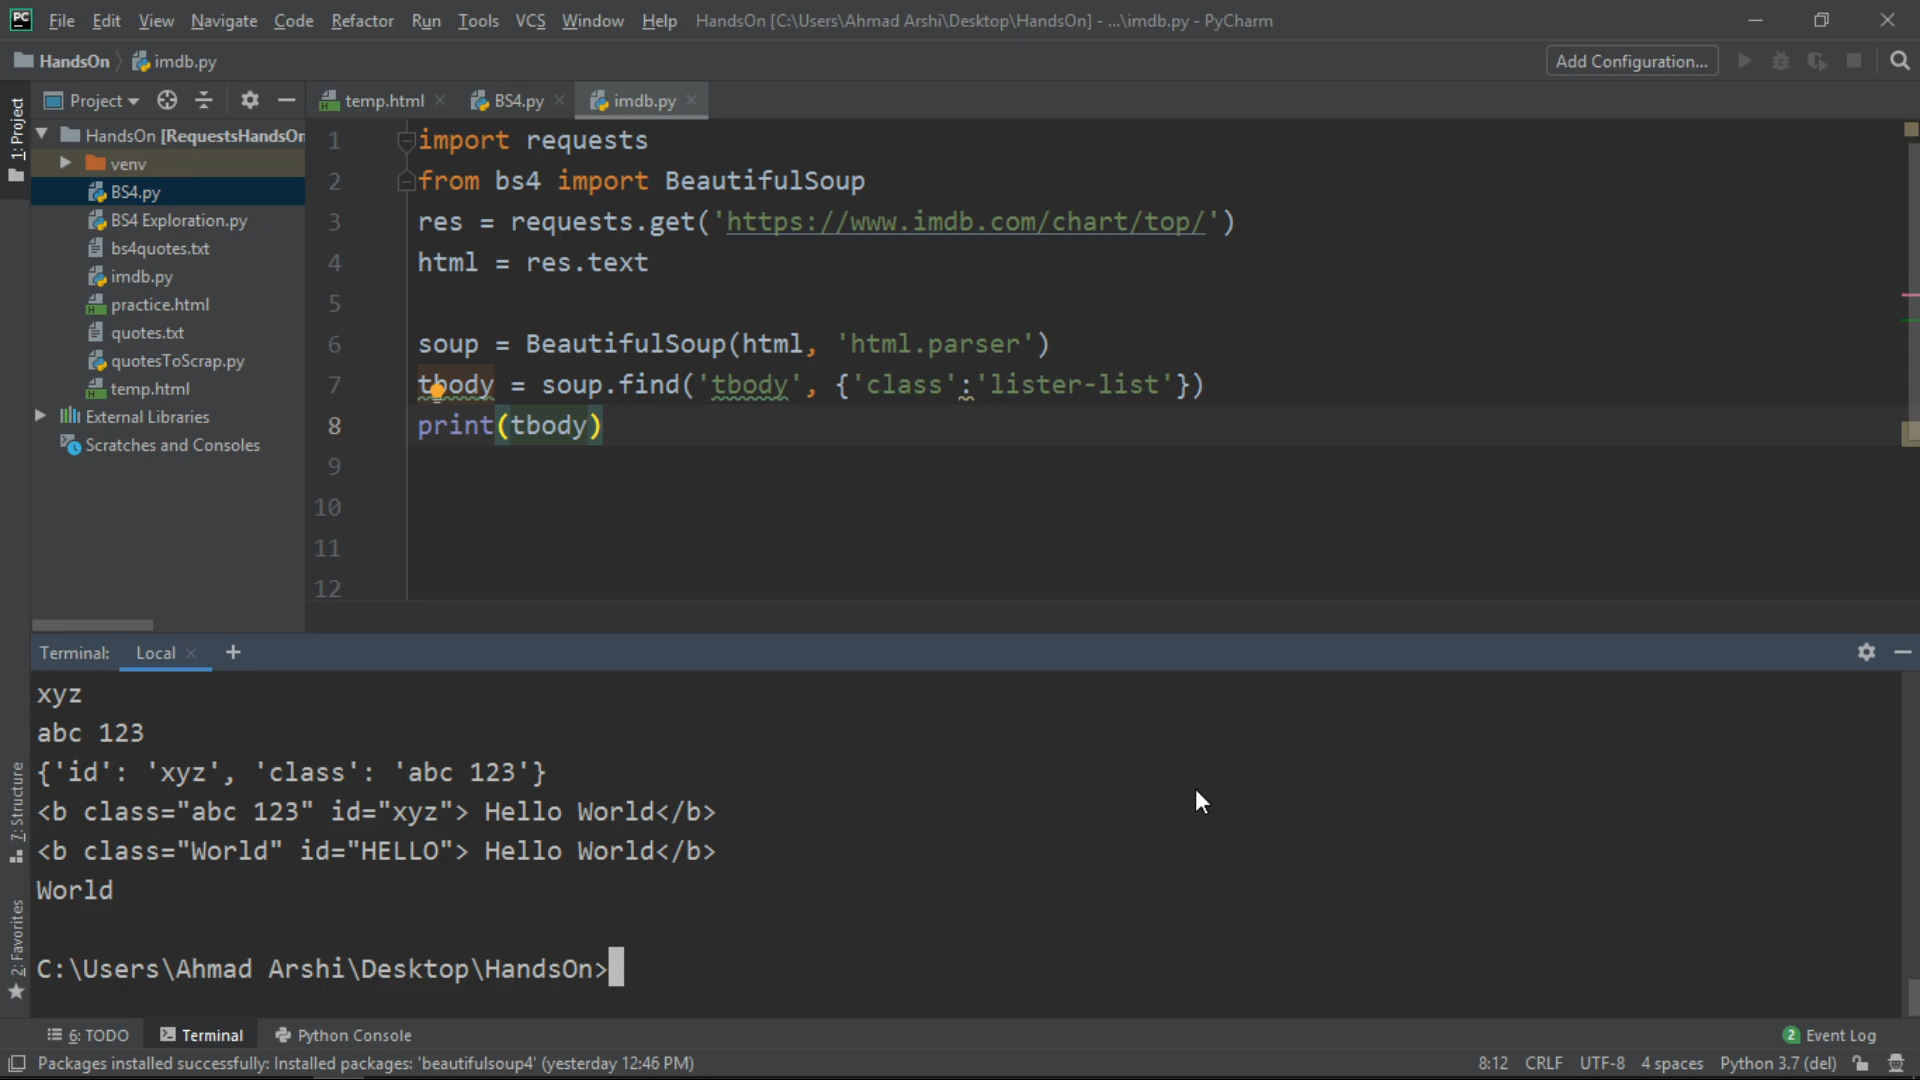 PC File Edit View Navigate Code Refactor Run Tools VCS Window Help HandsOn [C:\Users\Ahmad Arshi\Desktop\HandsOn] - ...\imdb.py - PyCharm
HandsOn imdb.py Add Configuration...
1: Project
Project
HandsOn [RequestsHandsOn
venv
BS4.py
BS4 Exploration.py
bs4quotes.txt
imdb.py
practice.html
quotes.txt
quotesToScrap.py
temp.html
External Libraries
Scratches and Consoles
temp.html BS4.py imdb.py
1 import requests
2 from bs4 import BeautifulSoup
3 res = requests.get('https://www.imdb.com/chart/top/')
4 html = res.text
5
6 soup = BeautifulSoup(html, 'html.parser')
7 tbody = soup.find('tbody', {'class':'lister-list'})
8 print(tbody)
9
10
11
12
Terminal: Local +
xyz
abc 123
{'id': 'xyz', 'class': 'abc 123'}
<b class="abc 123" id="xyz"> Hello World</b>
<b class="World" id="HELLO"> Hello World</b>
World
C:\Users\Ahmad Arshi\Desktop\HandsOn>
7: Structure
2: Favorites
6: TODO Terminal Python Console 2 Event Log
Packages installed successfully: Installed packages: 'beautifulsoup4' (yesterday 12:46 PM) 8:12 CRLF UTF-8 4 spaces Python 3.7 (del)